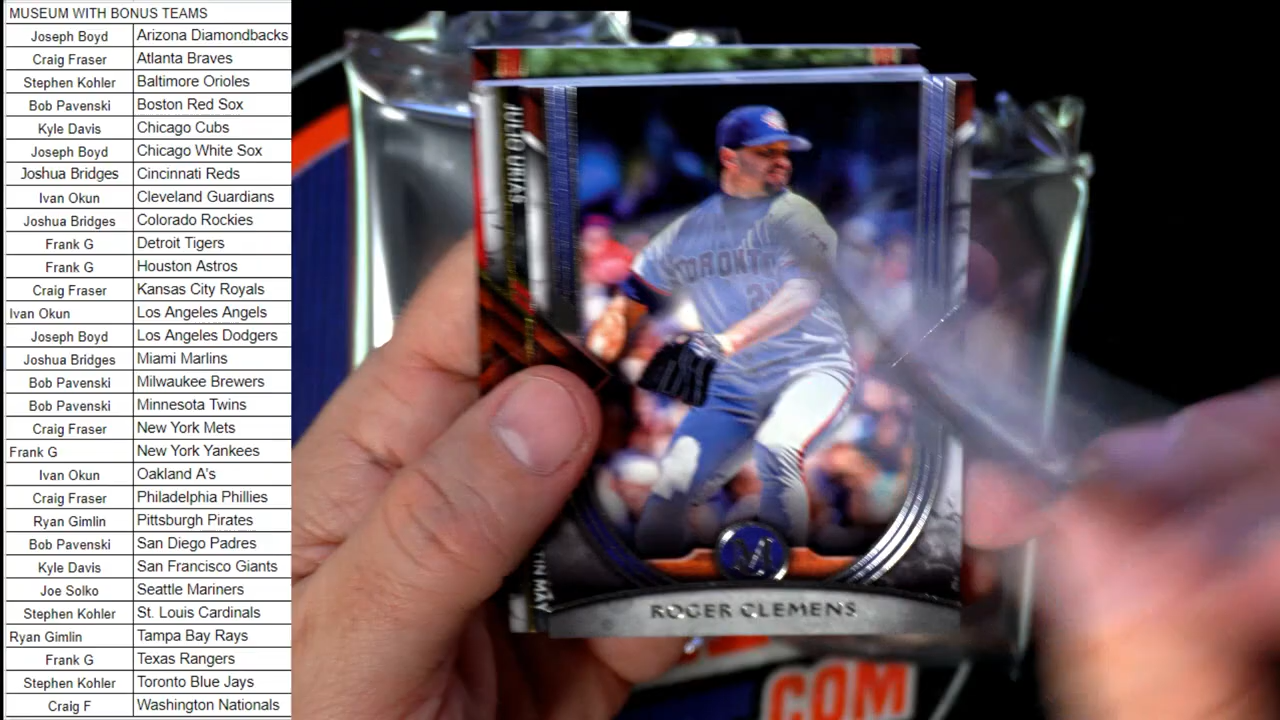 MUSEUM WITH BONUS TEAMS
Joseph Boyd Arizona Diamondbacks
Craig Fraser Atlanta Braves
Stephen Kohler Baltimore Orioles
Bob Pavenski Boston Red Sox
Kyle Davis Chicago Cubs
Joseph Boyd Chicago White Sox
Joshua Bridges Cincinnati Reds
Ivan Okun Cleveland Guardians
Joshua Bridges Colorado Rockies
Frank G Detroit Tigers
Frank G Houston Astros
Craig Fraser Kansas City Royals
Ivan Okun Los Angeles Angels
Joseph Boyd Los Angeles Dodgers
Joshua Bridges Miami Marlins
Bob Pavenski Milwaukee Brewers
Bob Pavenski Minnesota Twins
Craig Fraser New York Mets
Frank G New York Yankees
Ivan Okun Oakland A's
Craig Fraser Philadelphia Phillies
Ryan Gimlin Pittsburgh Pirates
Bob Pavenski San Diego Padres
Kyle Davis San Francisco Giants
Joe Solko Seattle Mariners
Stephen Kohler St. Louis Cardinals
Ryan Gimlin Tampa Bay Rays
Frank G Texas Rangers
Stephen Kohler Toronto Blue Jays
Craig F Washington Nationals
JULIO URIAS
TORONTO
21
ROGER CLEMENS
TIN MAY
COM